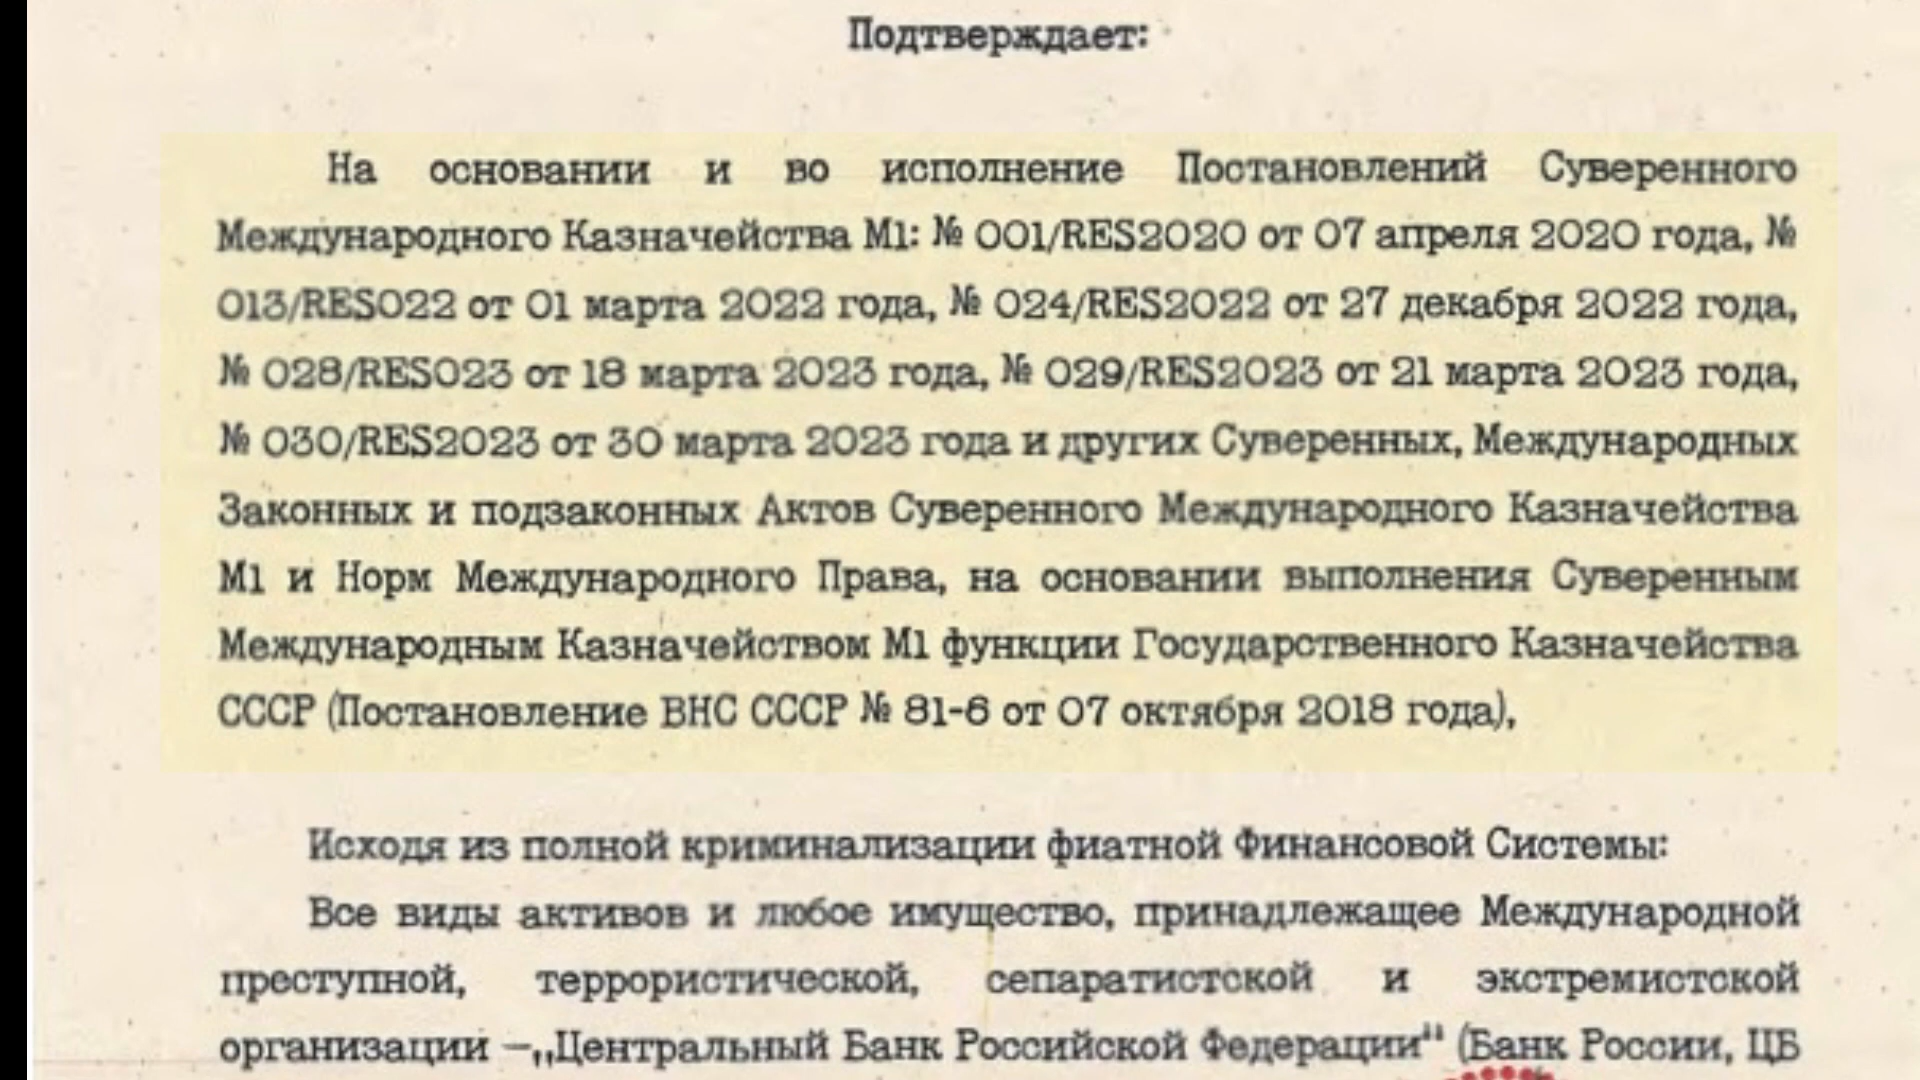 Подтверждает:
На основании и во исполнение Постановлений Суверенного
Международного Казначейства М1: № 001/RES2020 от 07 апреля 2020 года, №
013/RES022 от 01 марта 2022 года, № 024/RES2022 от 27 декабря 2022 года,
№ 028/RES023 от 18 марта 2023 года, № 029/RES2023 от 21 марта 2023 года,
№ 030/RES2023 от 30 марта 2023 года и других Суверенных, Международных
Законных и подзаконных Актов Суверенного Международного Казначейства
М1 и Норм Международного Права, на основании выполнения Суверенным
Международным Казначейством М1 функции Государственного Казначейства
СССР (Постановление ВНС СССР № 81-6 от 07 октября 2018 года),
Исходя из полной криминализации фиатной Финансовой Системы:
Все виды активов и любое имущество, принадлежащее Международной
преступной, террористической, сепаратистской и экстремистской
организации –„Центральный Банк Российской Федерации“ (Банк России, ЦБ